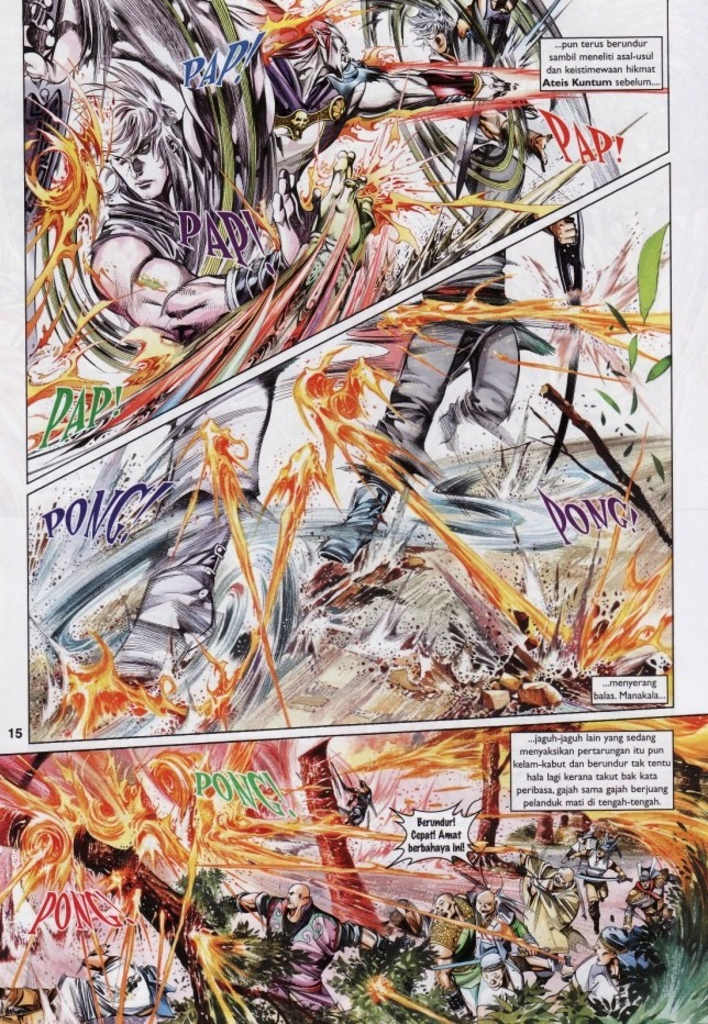 PAP!
...pun terus berundur
sambil meneliti asal-usul
dan keistimewaan hikmat
Ateis Kuntum sebelum....
PAP!
PAP!
PAP!
PONG!
PONG!
...menyerang
balas. Manakala...
15
...jaguh-jaguh lain yang sedang
menyaksikan pertarungan itu pun
kelam-kabut dan berundur tak tentu
hala lagi kerana takut bak kata
peribasa, gajah sama gajah berjuang
pelanduk mati di tengah-tengah.
PONG!
Berundur!
Cepat! Amat
berbahaya ini!
PONG!